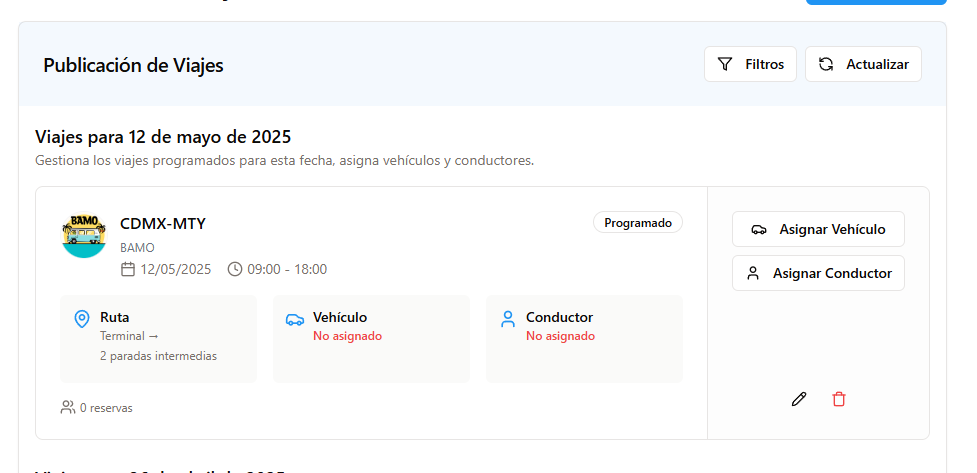 Publicación de Viajes
Filtros
Actualizar
Viajes para 12 de mayo de 2025
Gestiona los viajes programados para esta fecha, asigna vehículos y conductores.
BAMO
CDMX-MTY
Programado
BAMO
12/05/2025 09:00 - 18:00
Asignar Vehículo
Asignar Conductor
Ruta
Terminal →
2 paradas intermedias
Vehículo
No asignado
Conductor
No asignado
0 reservas